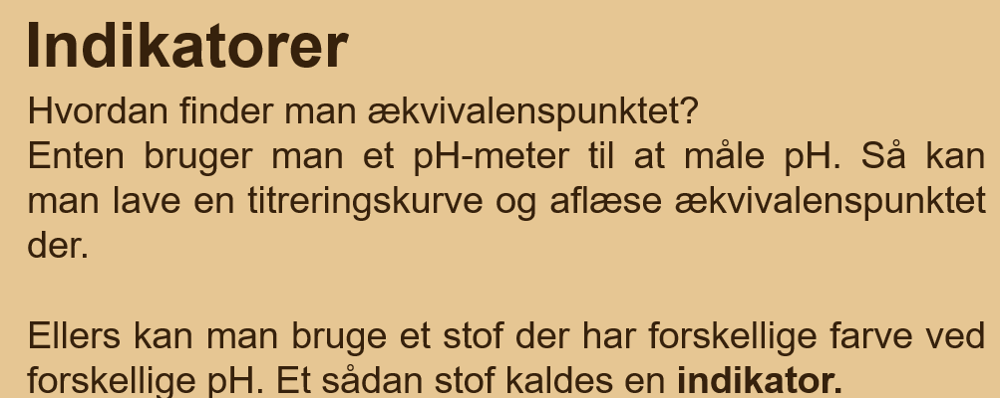 Indikatorer
Hvordan finder man ækvivalenspunktet?
Enten bruger man et pH-meter til at måle pH. Så kan
man lave en titreringskurve og aflæse ækvivalenspunktet
der.
Ellers kan man bruge et stof der har forskellige farve ved
forskellige pH. Et sådan stof kaldes en indikator.